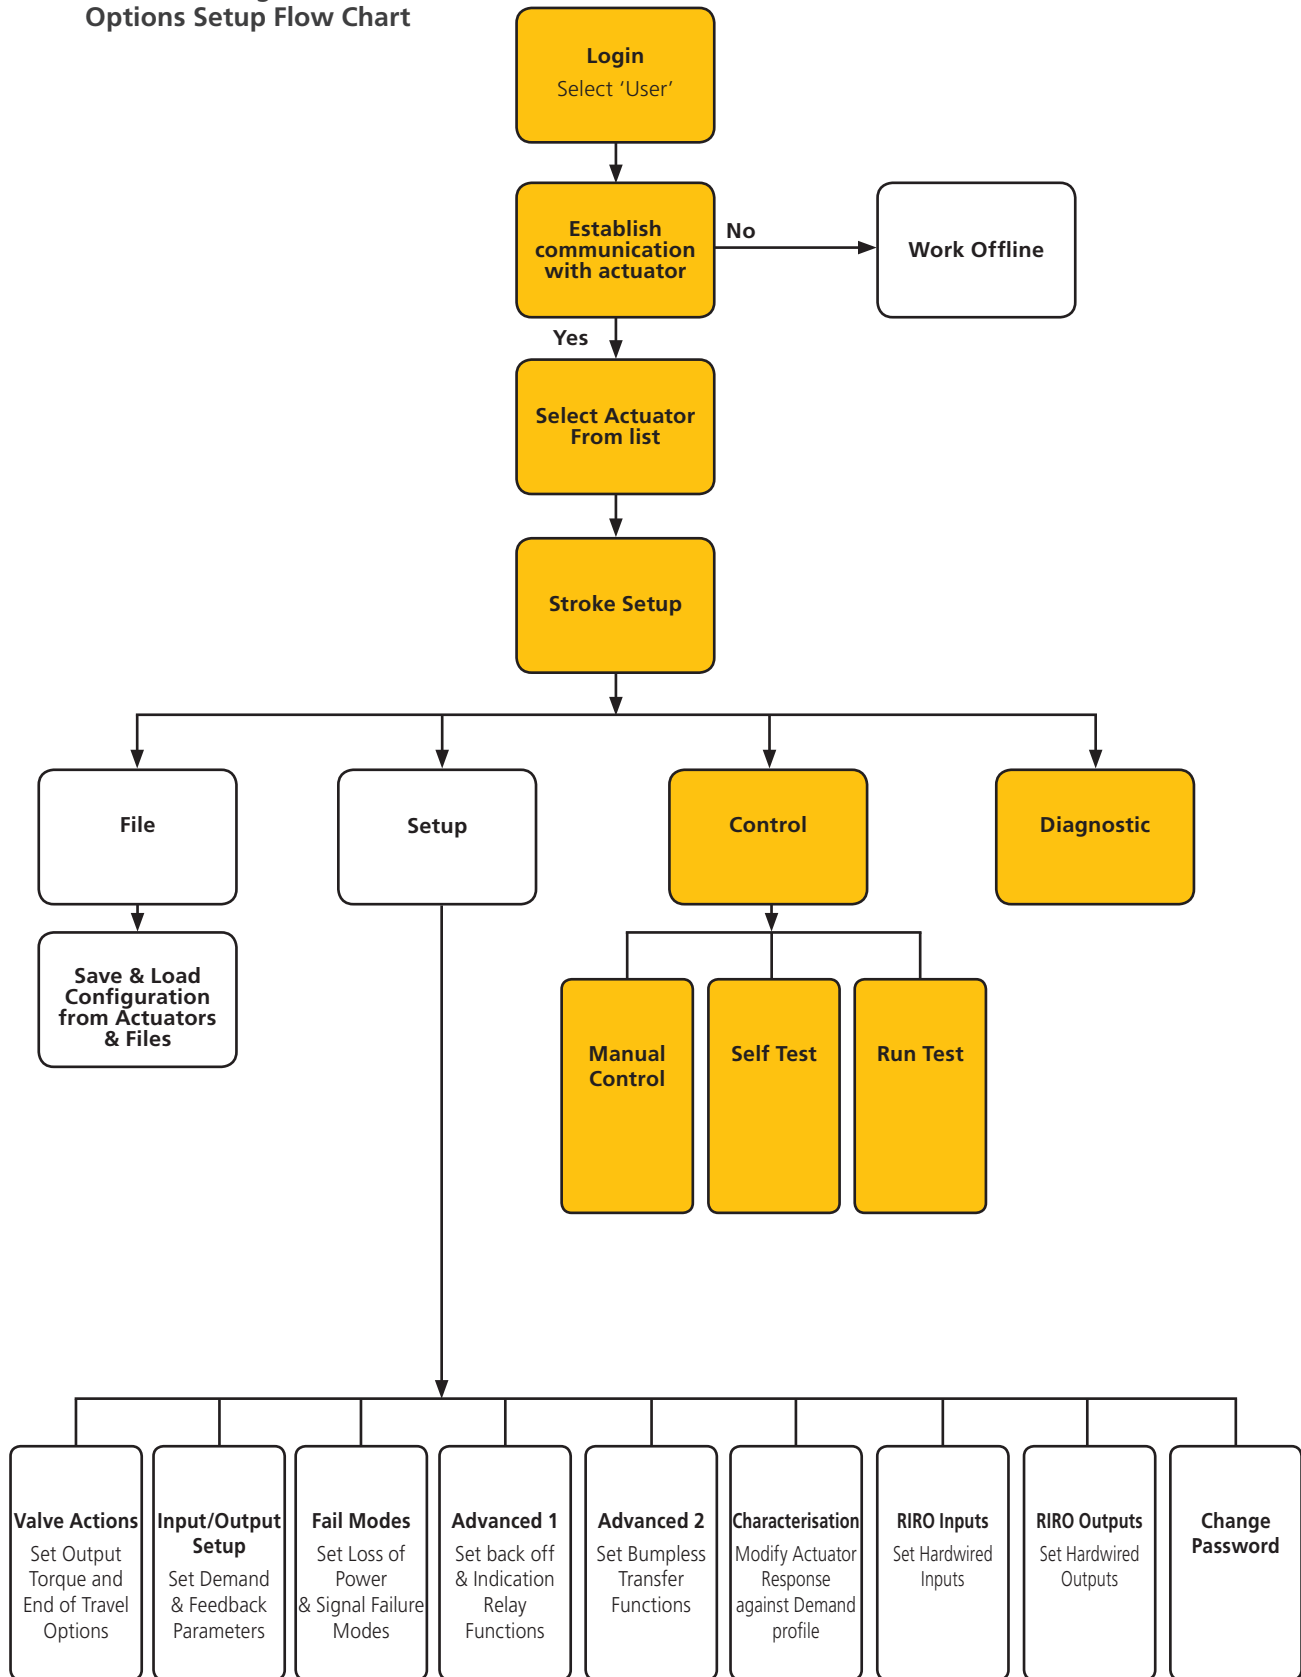 Options Setup Flow Chart
Login
Select ‘User’
Establish
communication
with actuator
No
Work Offline
Yes
Select Actuator
From list
Stroke Setup
File
Setup
Control
Diagnostic
Save & Load
Configuration
from Actuators
& Files
Manual
Control
Self Test
Run Test
Valve Actions
Set Output
Torque and
End of Travel
Options
Input/Output
Setup
Set Demand
& Feedback
Parameters
Fail Modes
Set Loss of
Power
& Signal Failure
Modes
Advanced 1
Set back off
& Indication
Relay
Functions
Advanced 2
Set Bumpless
Transfer
Functions
Characterisation
Modify Actuator
Response
against Demand
profile
RIRO Inputs
Set Hardwired
Inputs
RIRO Outputs
Set Hardwired
Outputs
Change
Password